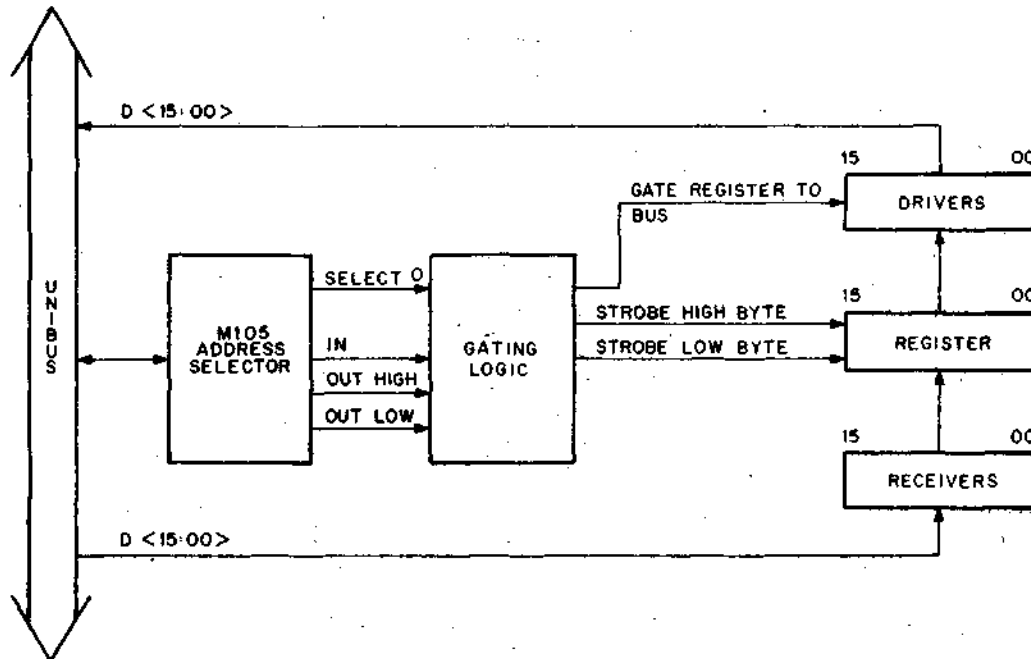 D <15:00>
15 00
DRIVERS
GATE REGISTER TO
BUS
UNIBUS
M105
ADDRESS
SELECTOR
SELECT 0
IN
OUT HIGH
OUT LOW
GATING
LOGIC
STROBE HIGH BYTE
STROBE LOW BYTE
15 00
REGISTER
15 00
RECEIVERS
D <15:00>